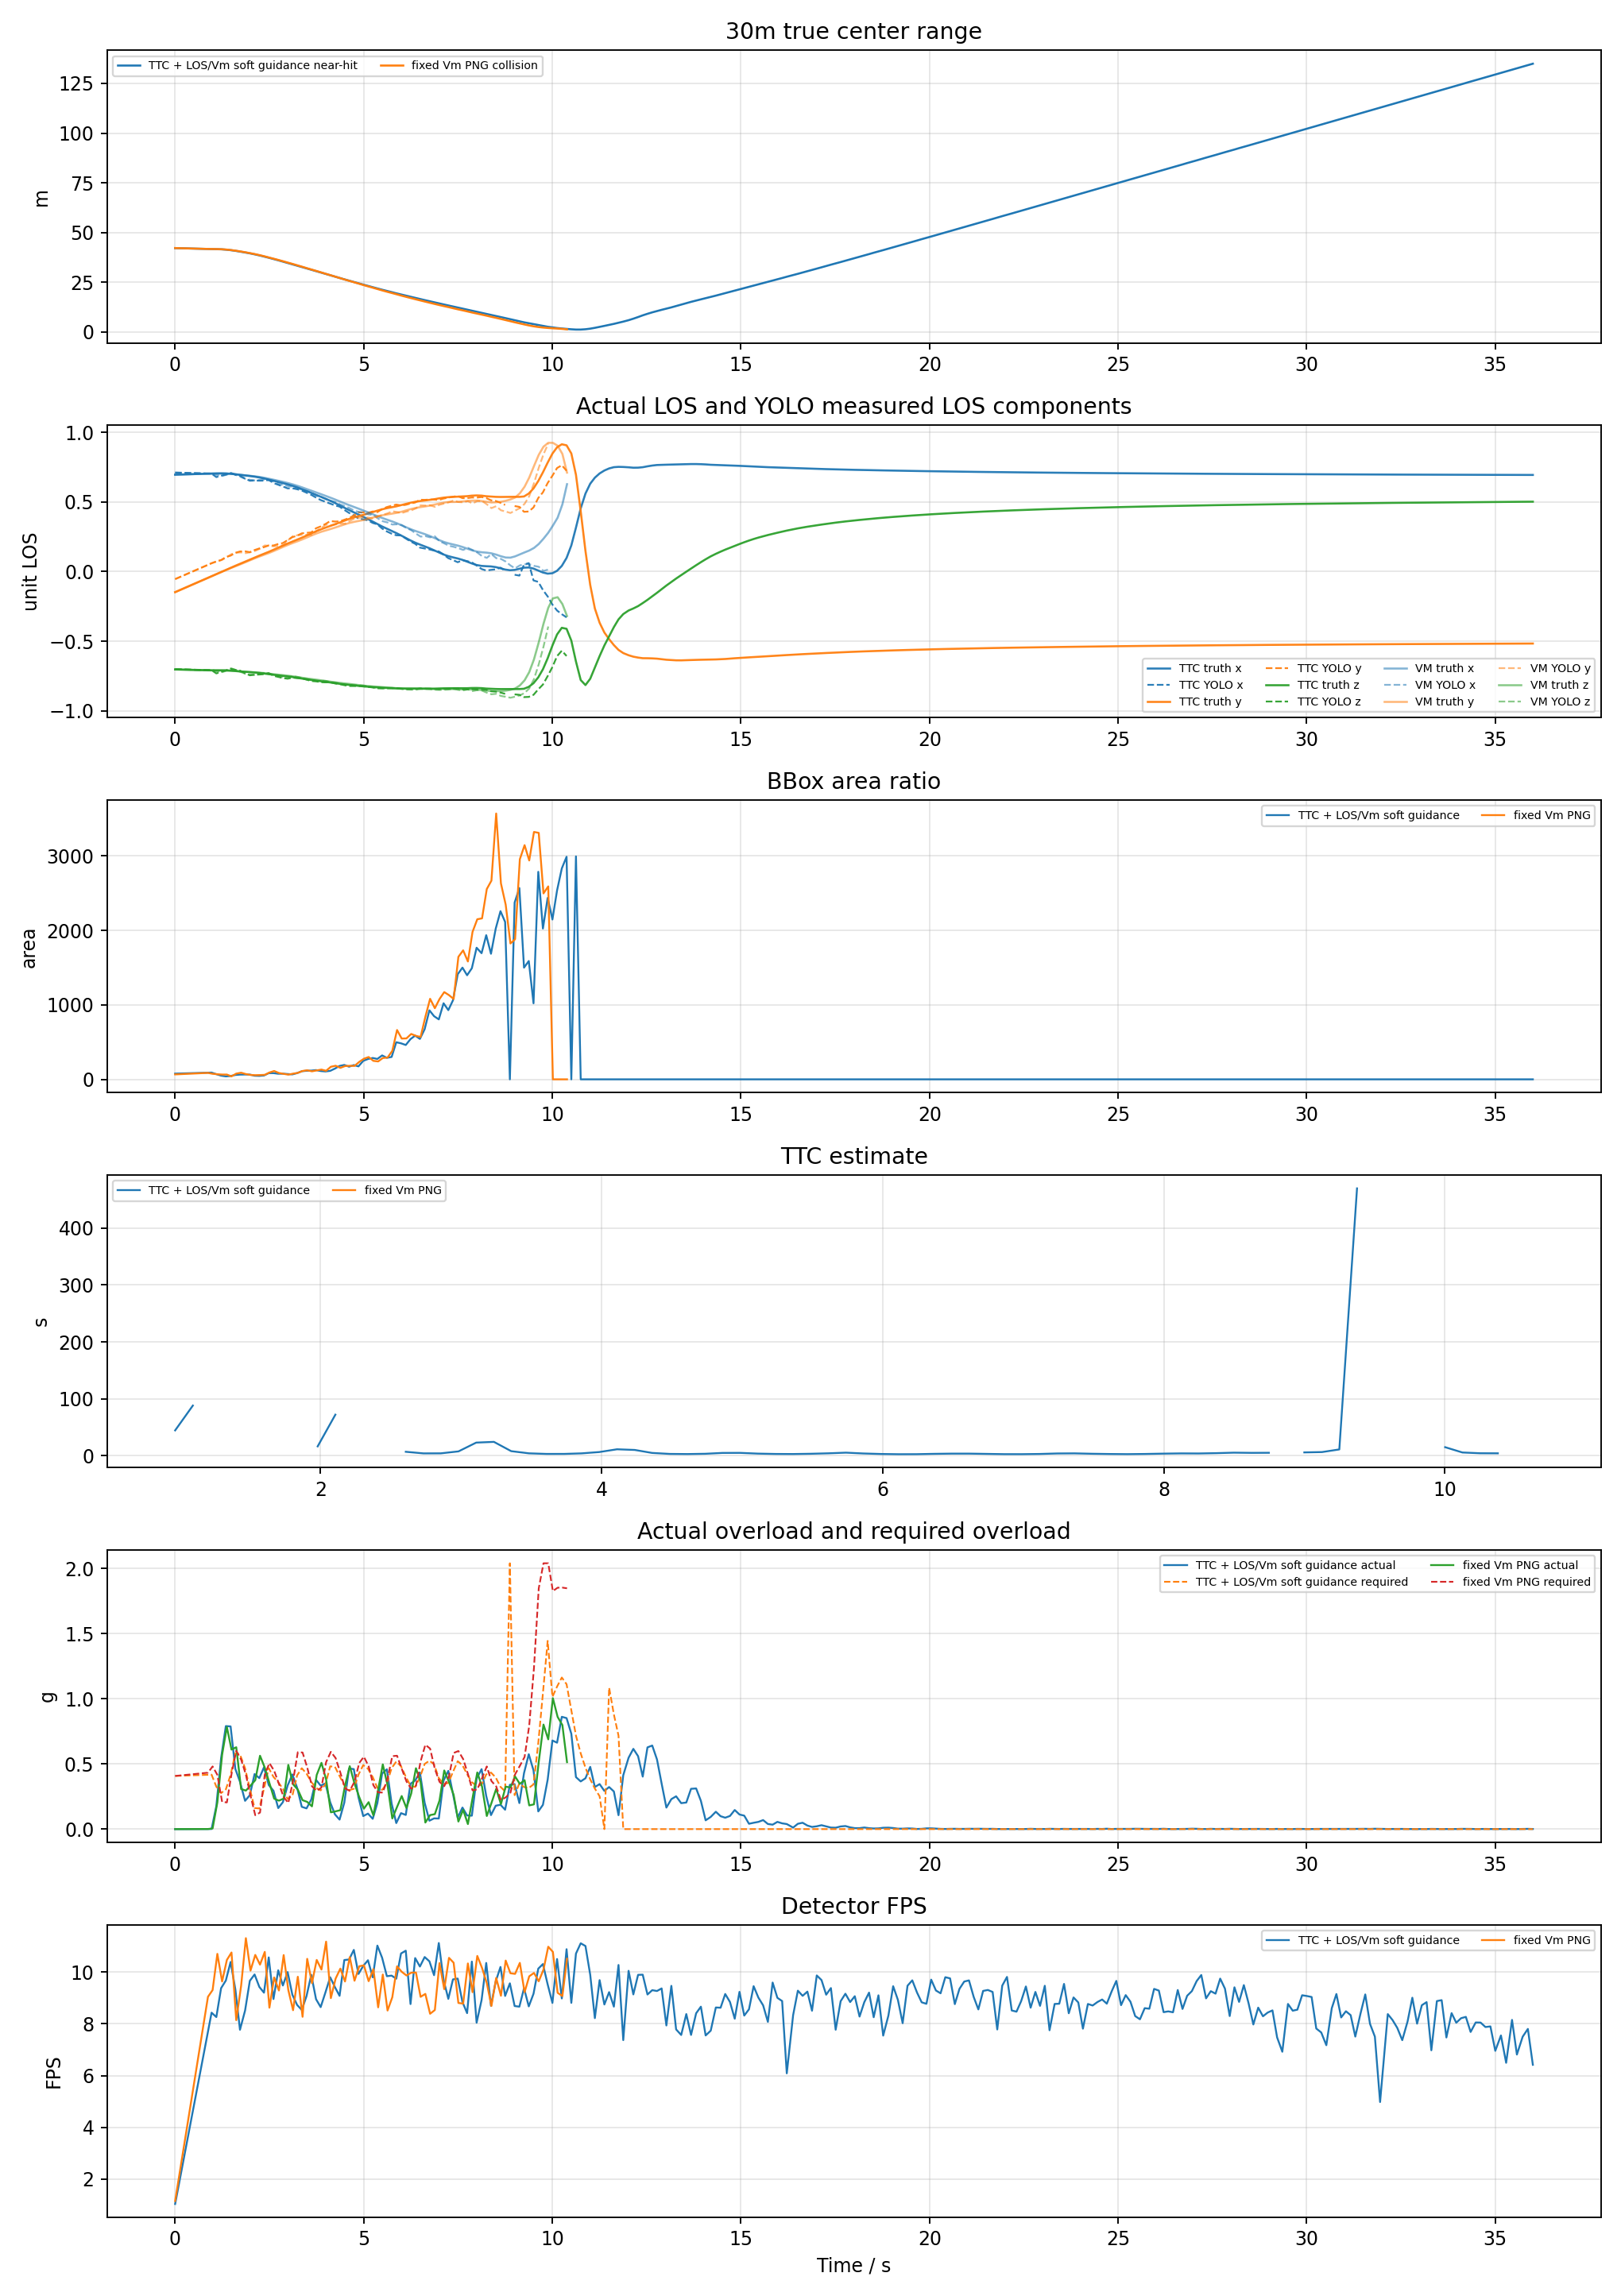 30m true center range
TTC + LOS/Vm soft guidance near-hit fixed Vm PNG collision
m
125
100
75
50
25
0
0 5 10 15 20 25 30 35
Actual LOS and YOLO measured LOS components
unit LOS
1.0
0.5
0.0
−0.5
−1.0
TTC truth x TTC YOLO y VM truth x VM YOLO y
TTC YOLO x TTC truth z VM YOLO x VM truth z
TTC truth y TTC YOLO z VM truth y VM YOLO z
0 5 10 15 20 25 30 35
BBox area ratio
TTC + LOS/Vm soft guidance fixed Vm PNG
area
3000
2000
1000
0
0 5 10 15 20 25 30 35
TTC estimate
TTC + LOS/Vm soft guidance fixed Vm PNG
s
400
300
200
100
0
2 4 6 8 10
Actual overload and required overload
TTC + LOS/Vm soft guidance actual fixed Vm PNG actual
TTC + LOS/Vm soft guidance required fixed Vm PNG required
g
2.0
1.5
1.0
0.5
0.0
0 5 10 15 20 25 30 35
Detector FPS
TTC + LOS/Vm soft guidance fixed Vm PNG
FPS
10
8
6
4
2
0 5 10 15 20 25 30 35
Time / s